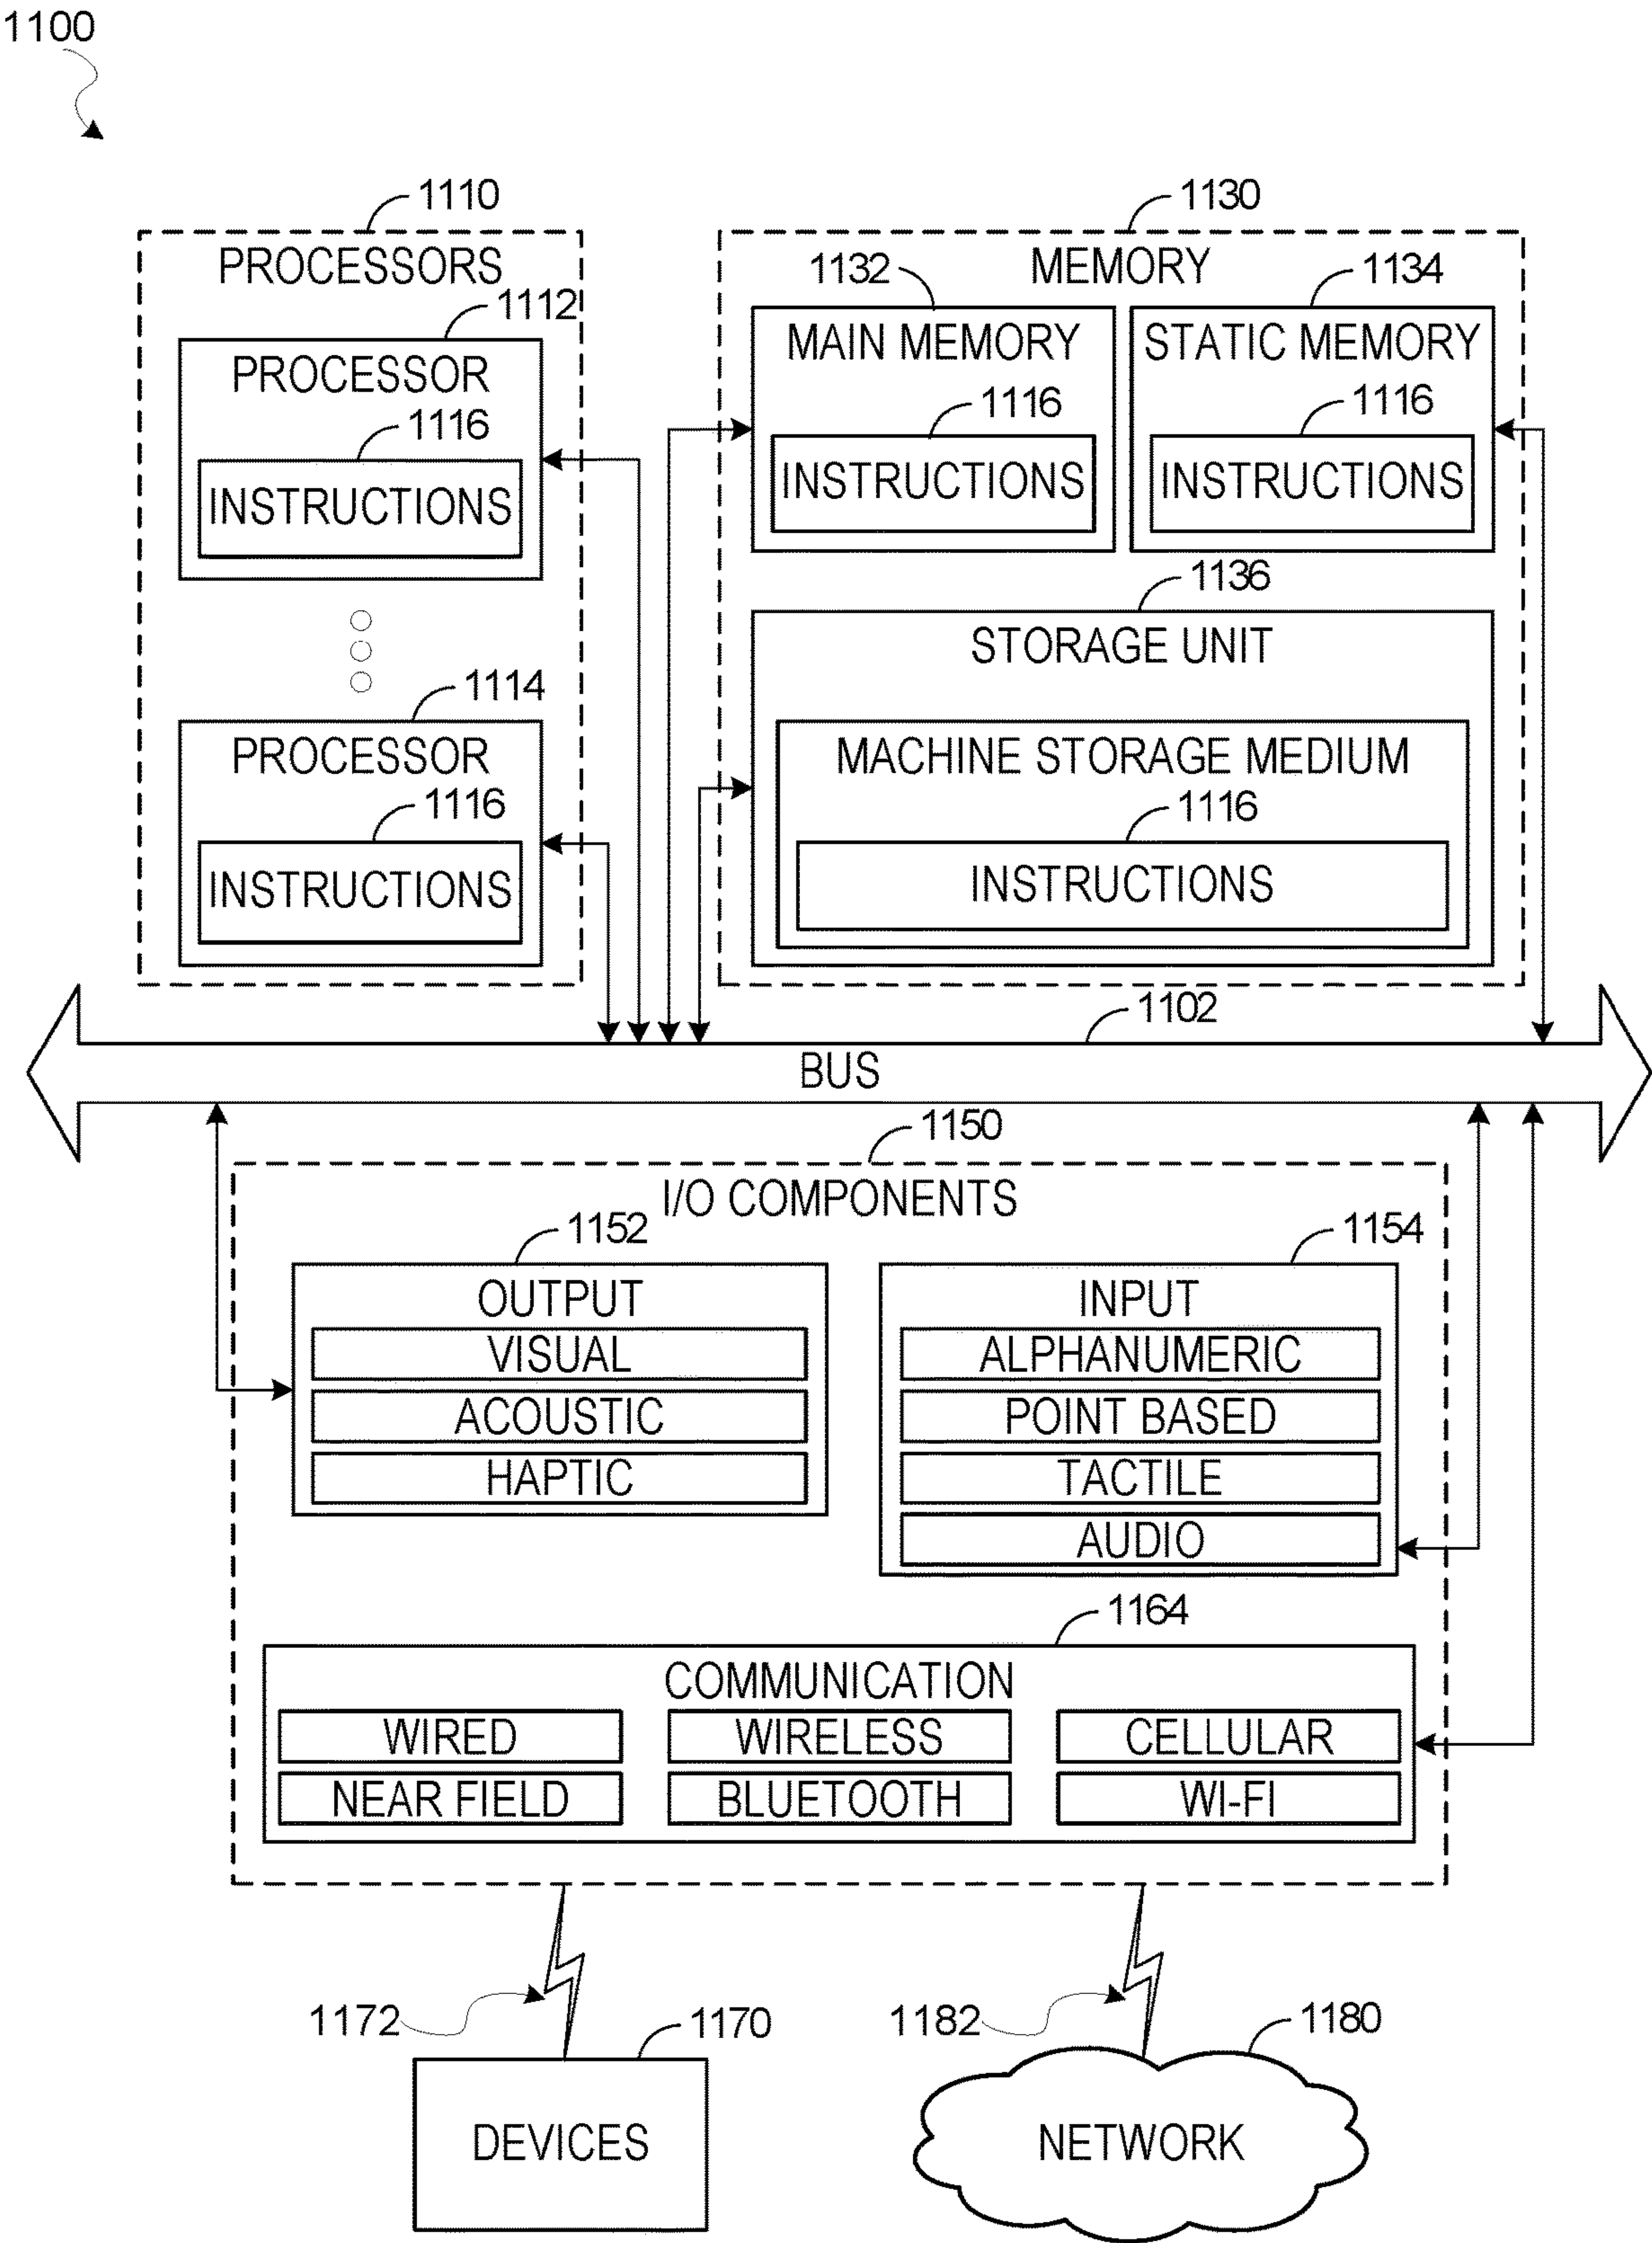 1100
1110
PROCESSORS
1112
PROCESSOR
1116
INSTRUCTIONS
1114
PROCESSOR
1116
INSTRUCTIONS
1130
MEMORY
1132
MAIN MEMORY
1116
INSTRUCTIONS
1134
STATIC MEMORY
1116
INSTRUCTIONS
1136
STORAGE UNIT
MACHINE STORAGE MEDIUM
1116
INSTRUCTIONS
1102
BUS
1150
I/O COMPONENTS
1152
OUTPUT
VISUAL
ACOUSTIC
HAPTIC
1154
INPUT
ALPHANUMERIC
POINT BASED
TACTILE
AUDIO
1164
COMMUNICATION
WIRED
WIRELESS
CELLULAR
NEAR FIELD
BLUETOOTH
WI-FI
1172
1170
DEVICES
1182
1180
NETWORK